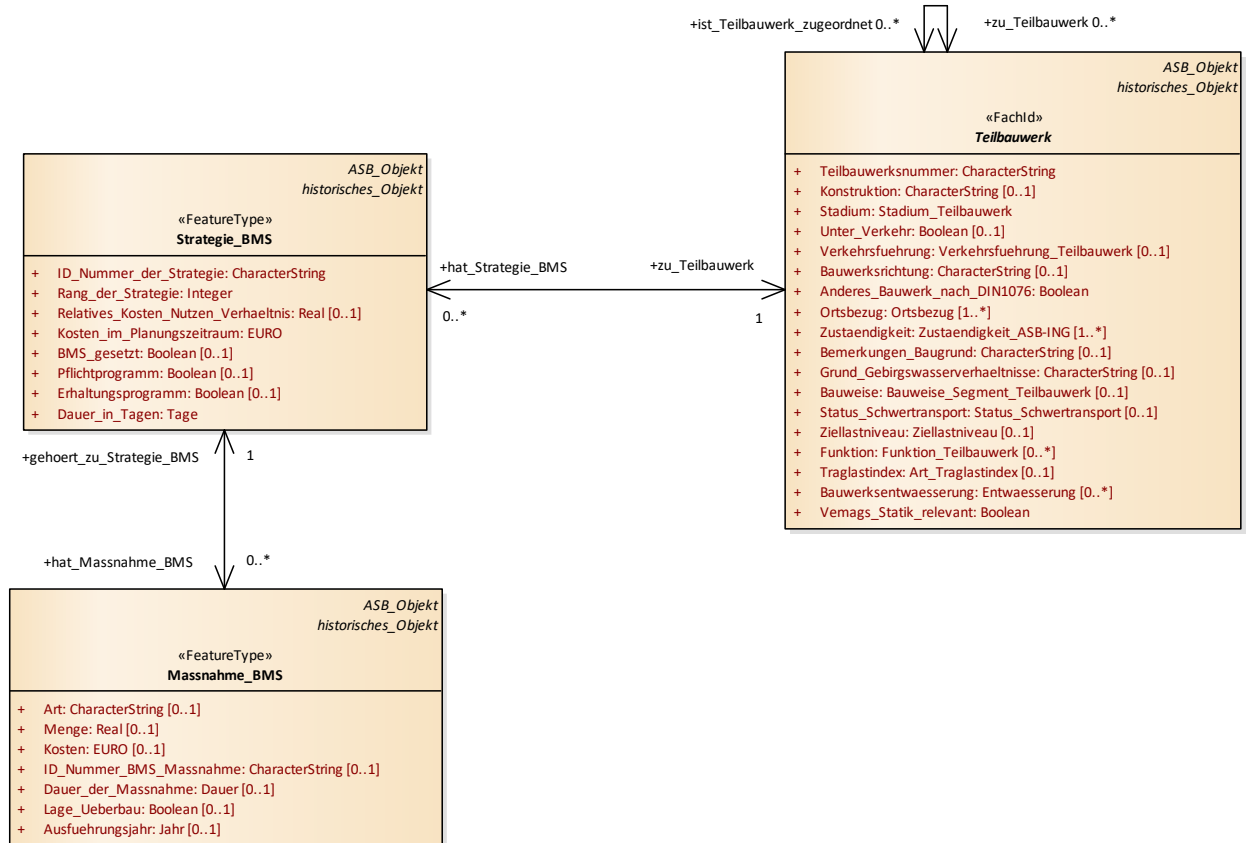 +ist_Teilbauwerk_zugeordnet 0..*
+zu_Teilbauwerk 0..*
ASB_Objekt
historisches_Objekt
«FachId»
Teilbauwerk
+ Teilbauwerksnummer: CharacterString
+ Konstruktion: CharacterString [0..1]
+ Stadium: Stadium_Teilbauwerk
+ Unter_Verkehr: Boolean [0..1]
+ Verkehrsfuehrung: Verkehrsfuehrung_Teilbauwerk [0..1]
+ Bauwerksrichtung: CharacterString [0..1]
+ Anderes_Bauwerk_nach_DIN1076: Boolean
+ Ortsbezug: Ortsbezug [1..*]
+ Zustaendigkeit: Zustaendigkeit_ASB-ING [1..*]
+ Bemerkungen_Baugrund: CharacterString [0..1]
+ Grund_Gebirgswasserverhaeltnisse: CharacterString [0..1]
+ Bauweise: Bauweise_Segment_Teilbauwerk [0..1]
+ Status_Schwertransport: Status_Schwertransport [0..1]
+ Ziellastniveau: Ziellastniveau [0..1]
+ Funktion: Funktion_Teilbauwerk [0..*]
+ Traglastindex: Art_Traglastindex [0..1]
+ Bauwerksentwaesserung: Entwaesserung [0..*]
+ Vemags_Statik_relevant: Boolean
ASB_Objekt
historisches_Objekt
«FeatureType»
Strategie_BMS
+ ID_Nummer_der_Strategie: CharacterString
+ Rang_der_Strategie: Integer
+ Relatives_Kosten_Nutzen_Verhaeltnis: Real [0..1]
+ Kosten_im_Planungszeitraum: EURO
+ BMS_gesetzt: Boolean [0..1]
+ Pflichtprogramm: Boolean [0..1]
+ Erhaltungsprogramm: Boolean [0..1]
+ Dauer_in_Tagen: Tage
+hat_Strategie_BMS
+zu_Teilbauwerk
0..*
1
+gehoert_zu_Strategie_BMS
1
+hat_Massnahme_BMS
0..*
ASB_Objekt
historisches_Objekt
«FeatureType»
Massnahme_BMS
+ Art: CharacterString [0..1]
+ Menge: Real [0..1]
+ Kosten: EURO [0..1]
+ ID_Nummer_BMS_Massnahme: CharacterString [0..1]
+ Dauer_der_Massnahme: Dauer [0..1]
+ Lage_Ueberbau: Boolean [0..1]
+ Ausfuehrungsjahr: Jahr [0..1]